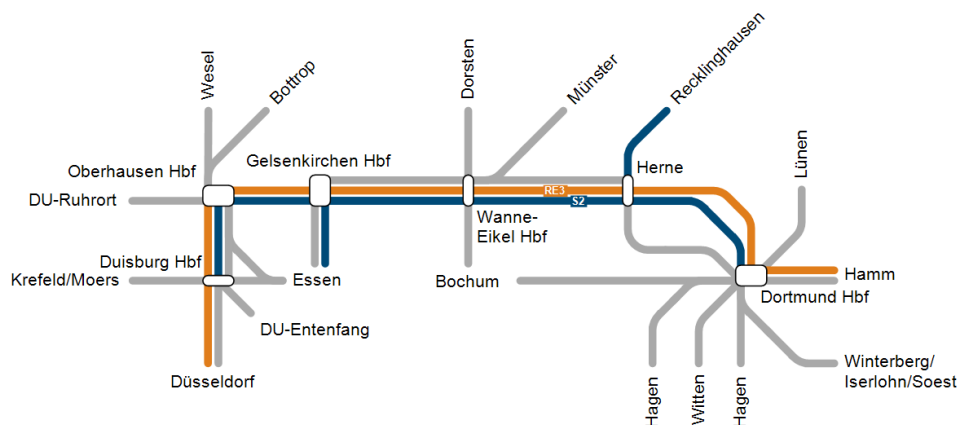 Wesel
Bottrop
Dorsten
Münster
Recklinghausen
Lünen
Oberhausen Hbf
Gelsenkirchen Hbf
Herne
DU-Ruhrort
RE3
S2
Wanne-
Eikel Hbf
Duisburg Hbf
Krefeld/Moers
Essen
Bochum
Hamm
Dortmund Hbf
DU-Entenfang
Düsseldorf
Hagen
Witten
Hagen
Winterberg/
Iserlohn/Soest